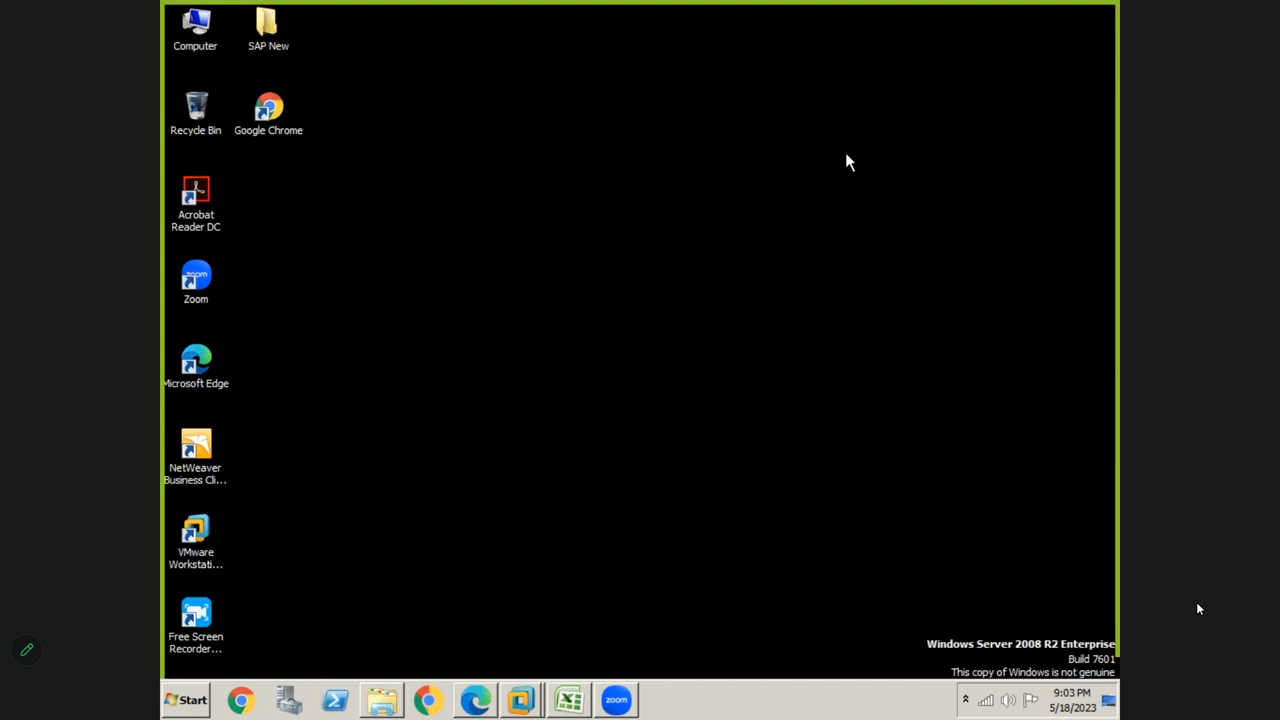 Computer
SAP New
Recycle Bin
Google Chrome
Acrobat
Reader DC
zoom
Zoom
Microsoft Edge
NetWeaver
Business Cli...
VMware
Workstati...
Free Screen
Recorder...
Windows Server 2008 R2 Enterprise
Build 7601
This copy of Windows is not genuine
Start
zoom
9:03 PM
5/18/2023